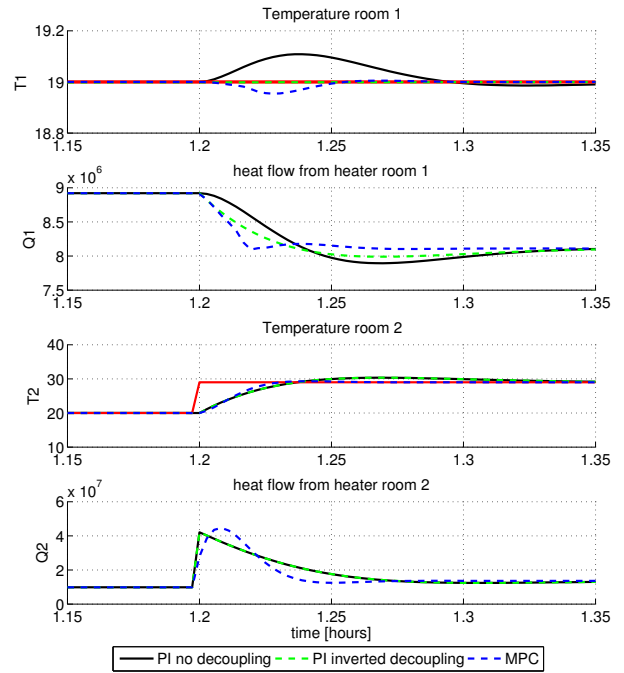 Temperature room 1
19.2
19
18.8
T1
1.15 1.2 1.25 1.3 1.35
heat flow from heater room 1
x 10^6
9
8.5
8
7.5
Q1
1.15 1.2 1.25 1.3 1.35
Temperature room 2
40
30
20
10
T2
1.15 1.2 1.25 1.3 1.35
heat flow from heater room 2
x 10^7
6
4
2
0
Q2
1.15 1.2 1.25 1.3 1.35
time [hours]
PI no decoupling PI inverted decoupling MPC